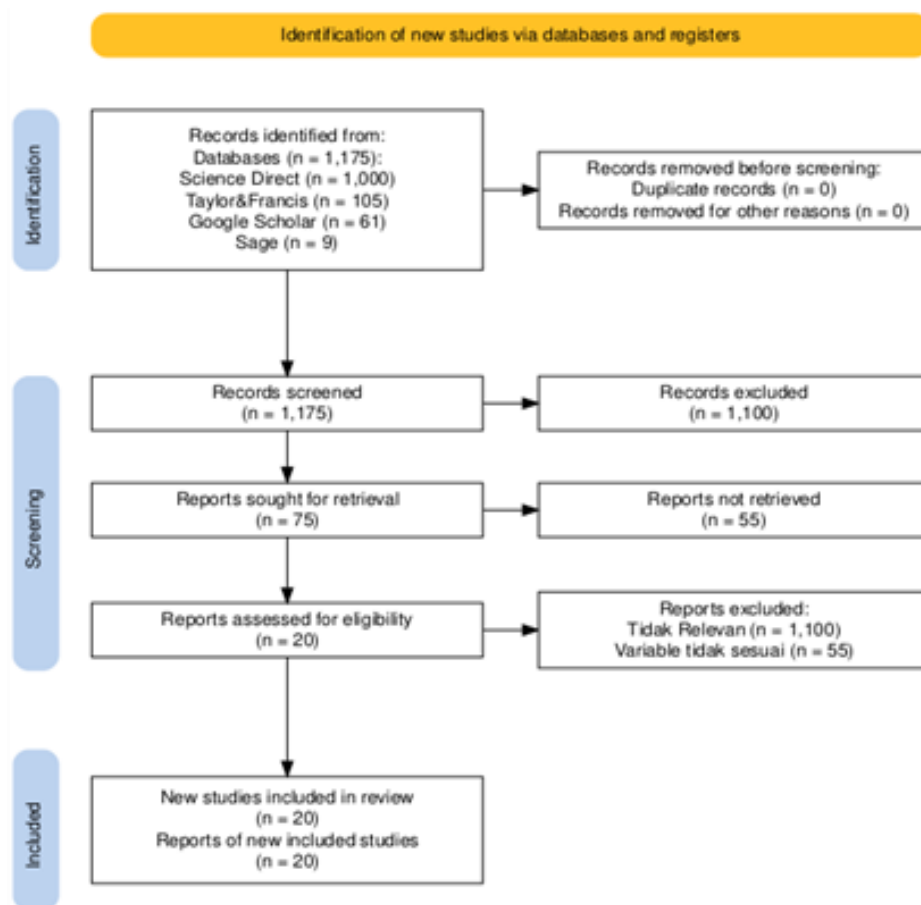 Identification of new studies via databases and registers
Identification
Records identified from:
Databases (n = 1,175):
Science Direct (n = 1,000)
Taylor&Francis (n = 105)
Google Scholar (n = 61)
Sage (n = 9)
Records removed before screening:
Duplicate records (n = 0)
Records removed for other reasons (n = 0)
Screening
Records screened
(n = 1,175)
Records excluded
(n = 1,100)
Reports sought for retrieval
(n = 75)
Reports not retrieved
(n = 55)
Reports assessed for eligibility
(n = 20)
Reports excluded:
Tidak Relevan (n = 1,100)
Variable tidak sesuai (n = 55)
Included
New studies included in review
(n = 20)
Reports of new included studies
(n = 20)